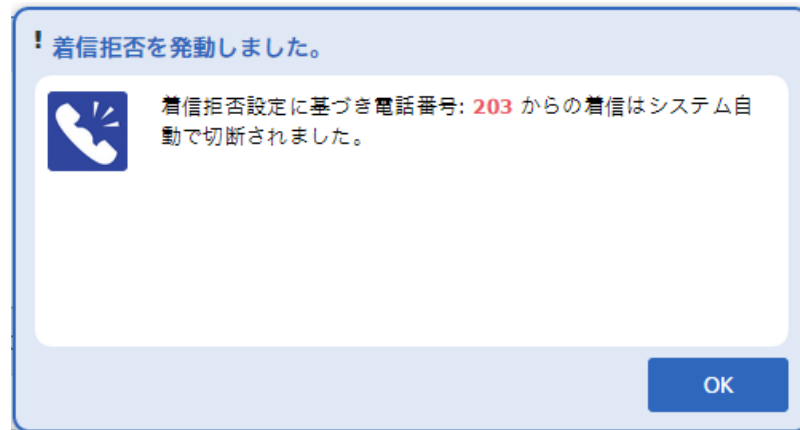 ! 着信拒否を発動しました。
着信拒否設定に基づき電話番号: 203 からの着信はシステム自
動で切断されました。
OK